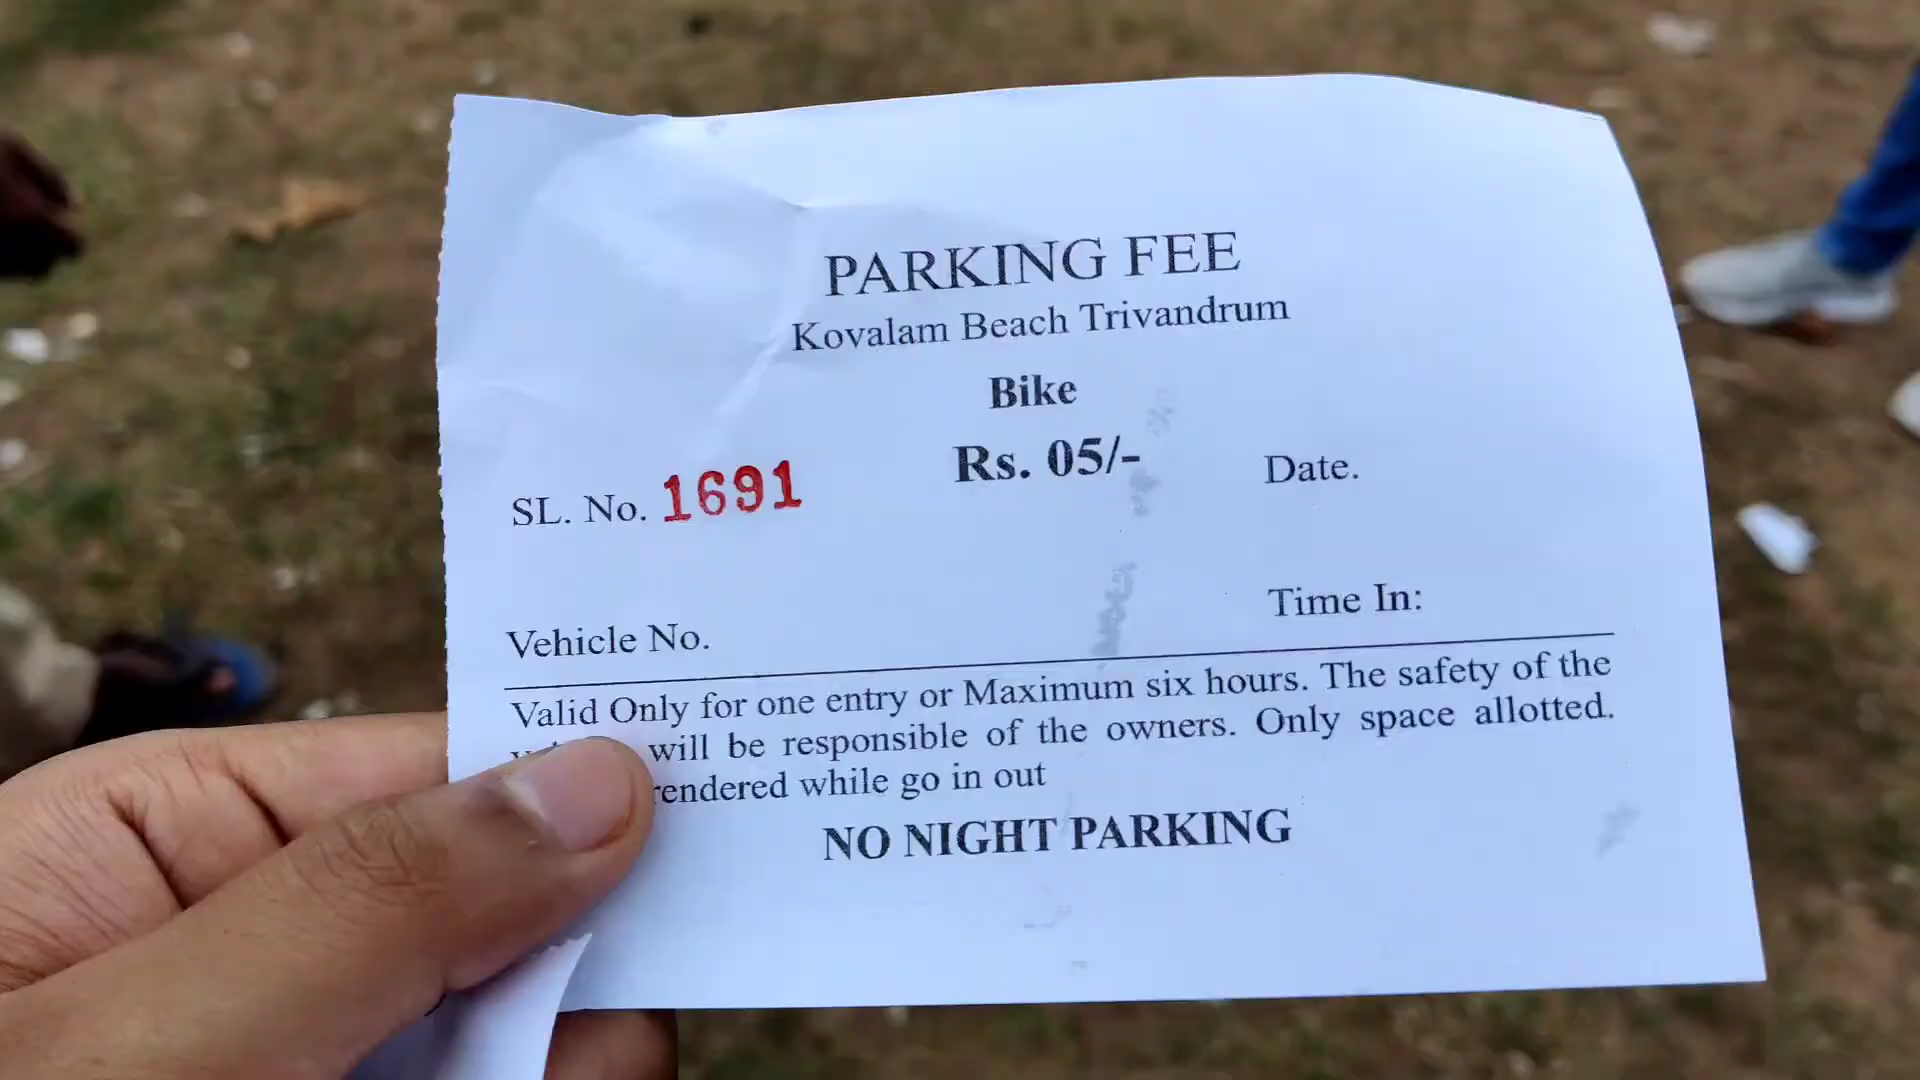 PARKING FEE
Kovalam Beach Trivandrum
Bike
Rs. 05/-
Date.
SL. No. 1691
Time In:
Vehicle No.
Valid Only for one entry or Maximum six hours. The safety of the
will be responsible of the owners. Only space allotted.
while go in out
NO NIGHT PARKING